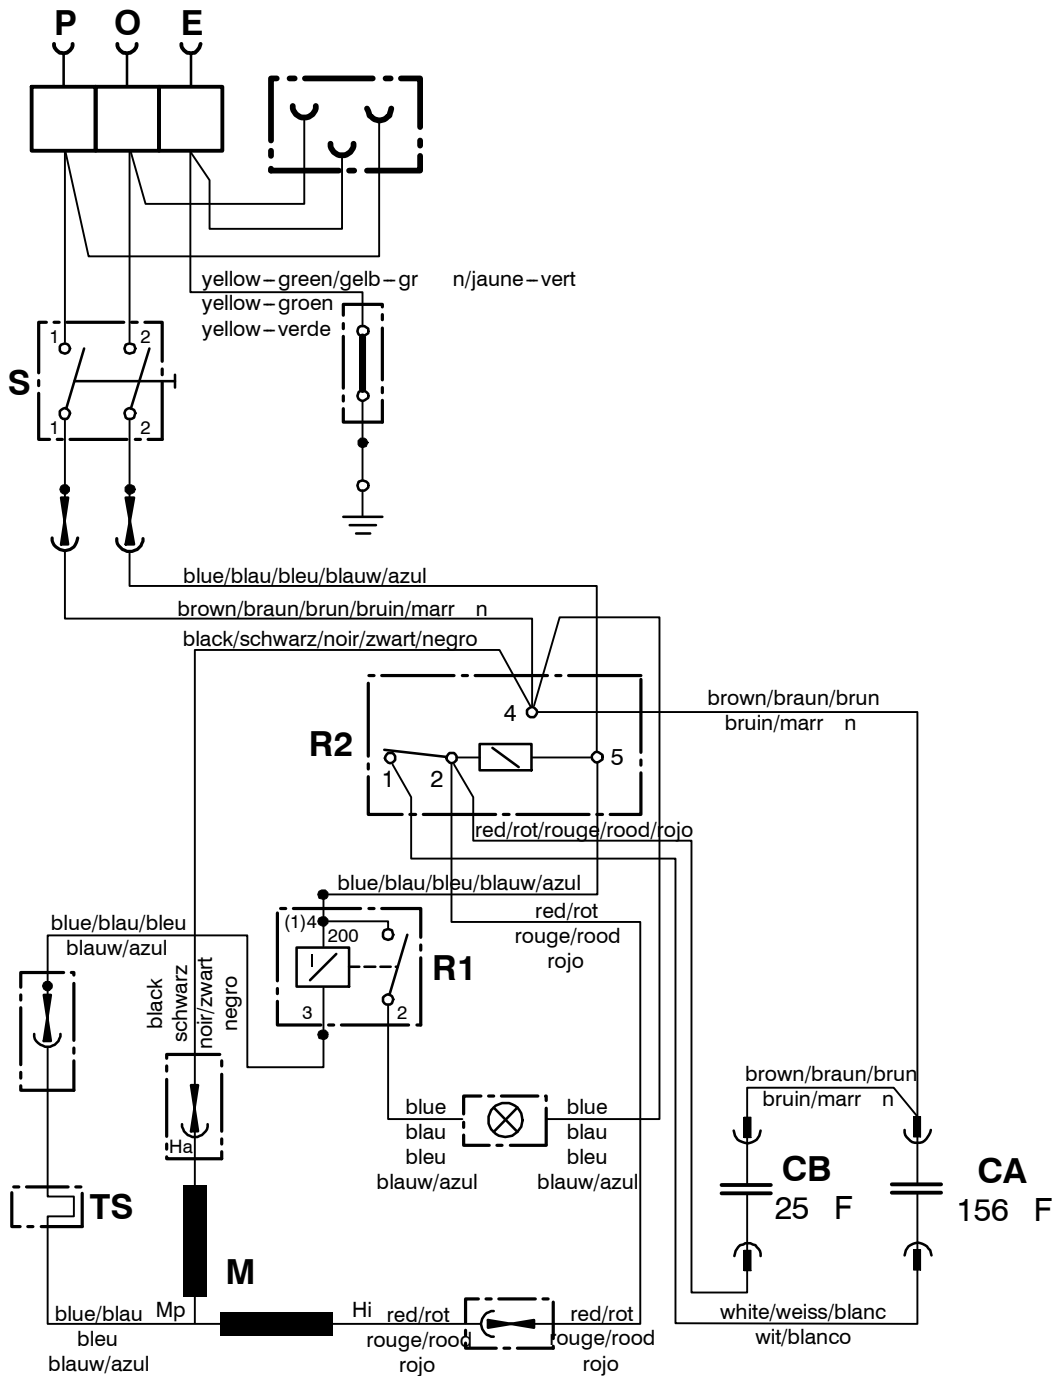 P O E
yellow-green/gelb-gr n/jaune-vert
yellow-groen
yellow-verde
1 2
S
1 2
blue/blau/bleu/blauw/azul
brown/braun/brun/bruin/marr n
black/schwarz/noir/zwart/negro
brown/braun/brun
bruin/marr n
4
R2
5
1 2
red/rot/rouge/rood/rojo
blue/blau/bleu/blauw/azul
red/rot
rouge/rood
rojo
(1)4
200
R1
3 2
blue/blau/bleu
blauw/azul
black
schwarz
noir/zwart
negro
Ha
blue
blau
bleu
blauw/azul
blue
blau
bleu
blauw/azul
brown/braun/brun
bruin/marr n
CB
25 F
CA
156 F
TS
M
Mp
Hi
blue/blau
bleu
blauw/azul
red/rot
rouge/rood
rojo
red/rot
rouge/rood
rojo
white/weiss/blanc
wit/blanco